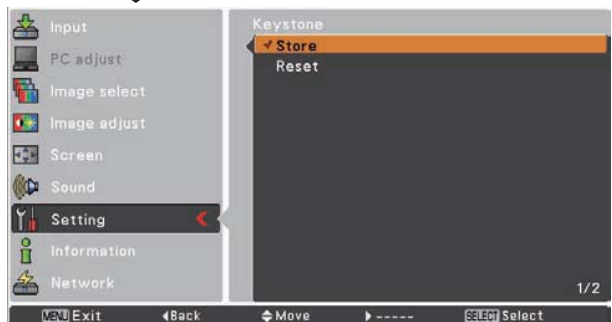 Input
PC adjust
Image select
Image adjust
Screen
Sound
Setting
Information
Network
Keystone
Store
Reset
1/2
MENU Exit ◀Back Move ▶ ----- SELECT Select